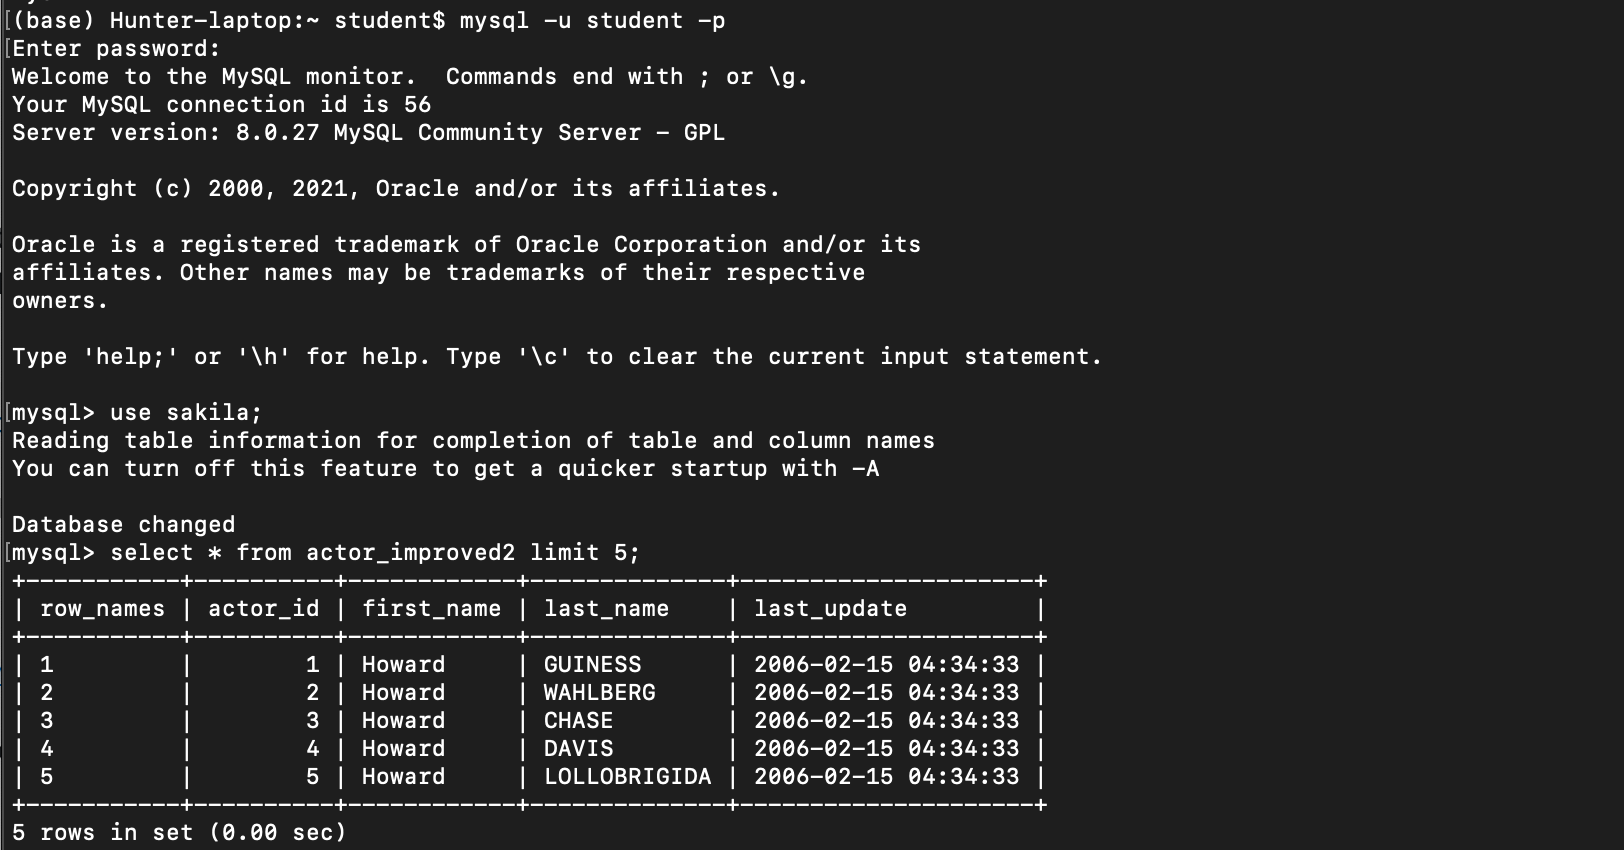 [(base) Hunter-laptop:~ student$ mysql -u student -p
[Enter password:
Welcome to the MySQL monitor.  Commands end with ; or \g.
Your MySQL connection id is 56
Server version: 8.0.27 MySQL Community Server - GPL
Copyright (c) 2000, 2021, Oracle and/or its affiliates.
Oracle is a registered trademark of Oracle Corporation and/or its
affiliates. Other names may be trademarks of their respective
owners.
Type 'help;' or '\h' for help. Type '\c' to clear the current input statement.
[mysql> use sakila;
Reading table information for completion of table and column names
You can turn off this feature to get a quicker startup with -A
Database changed
[mysql> select * from actor_improved2 limit 5;
+-----------+----------+------------+--------------+---------------------+
| row_names | actor_id | first_name | last_name    | last_update         |
+-----------+----------+------------+--------------+---------------------+
| 1         |        1 | Howard     | GUINESS      | 2006-02-15 04:34:33 |
| 2         |        2 | Howard     | WAHLBERG     | 2006-02-15 04:34:33 |
| 3         |        3 | Howard     | CHASE        | 2006-02-15 04:34:33 |
| 4         |        4 | Howard     | DAVIS        | 2006-02-15 04:34:33 |
| 5         |        5 | Howard     | LOLLOBRIGIDA | 2006-02-15 04:34:33 |
+-----------+----------+------------+--------------+---------------------+
5 rows in set (0.00 sec)